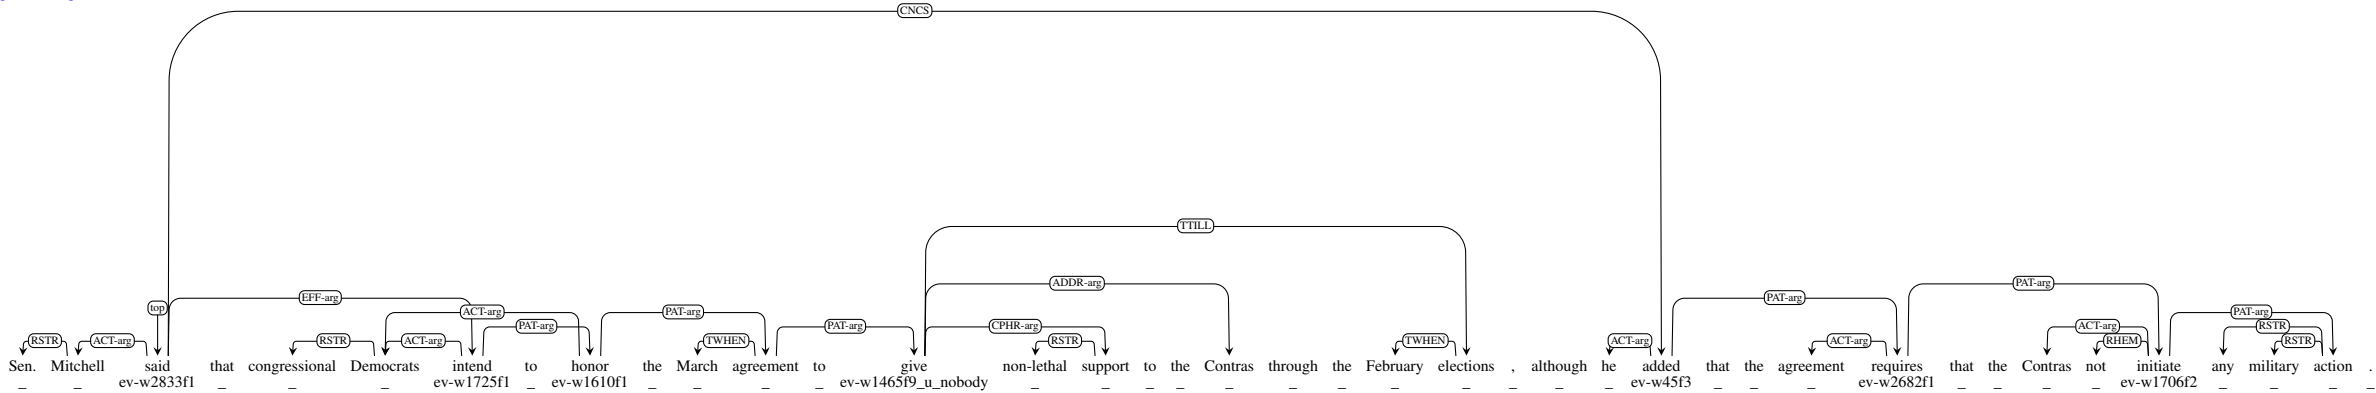 CNCS
TTILL
ADDR-arg
PAT-arg
EFF-arg PAT-arg
top ACT-arg PAT-arg PAT-arg
PAT-arg PAT-arg CPHR-arg ACT-arg RSTR
RSTR ACT-arg RSTR ACT-arg TWHEN RSTR TWHEN ACT-arg ACT-arg RHEM RSTR
Sen. Mitchell said that congressional Democrats intend to honor the March agreement to give non-lethal support to the Contras through the February elections , although he added that the agreement requires that the Contras not initiate any military action .
_ _ ev-w2833f1 _ _ _ ev-w1725f1 _ ev-w1610f1 _ _ _ _ ev-w1465f9_u_nobody _ _ _ _ _ _ _ _ _ _ _ _ ev-w45f3 _ _ _ ev-w2682f1 _ _ _ _ ev-w1706f2 _ _ _ _